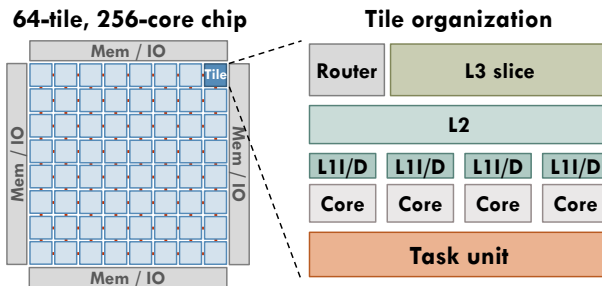 64-tile, 256-core chip
Mem / IO
Mem / IO
Tile
Mem / IO
Mem / IO
Tile organization
Router
L3 slice
L2
L1I/D L1I/D L1I/D L1I/D
Core Core Core Core
Task unit